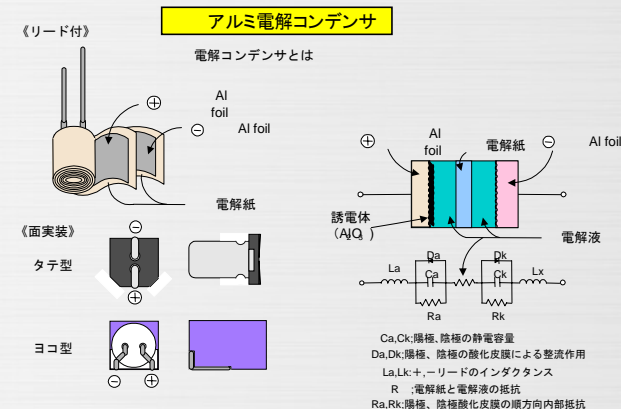 アルミ電解コンデンサ
《リード付》
電解コンデンサとは
⊕
Al
foil
⊖
Al foil
電解紙
⊕
Al
foil
電解紙
⊖
Al foil
誘電体
(Al₂O₃)
電解液
《面実装》
タテ型
⊖
⊕
ヨコ型
⊖
⊕
La
Da
Ca
Ra
Dk
Ck
Rk
Lx
Ca,Ck;陽極、陰極の静電容量
Da,Dk;陽極、陰極の酸化皮膜による整流作用
La,Lk:+,-リードのインダクタンス
R ;電解紙と電解液の抵抗
Ra,Rk;陽極、陰極酸化皮膜の順方向内部抵抗